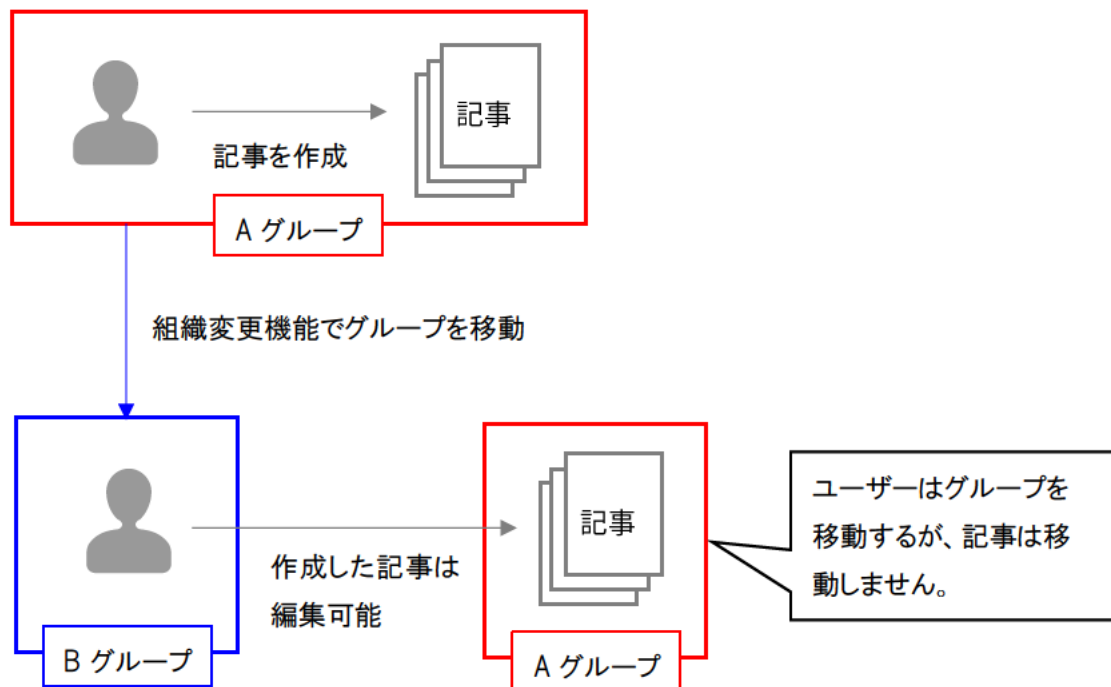 記事
記事を作成
A グループ
組織変更機能でグループを移動
記事
作成した記事は
編集可能
B グループ
A グループ
ユーザーはグループを
移動するが、記事は移
動しません。